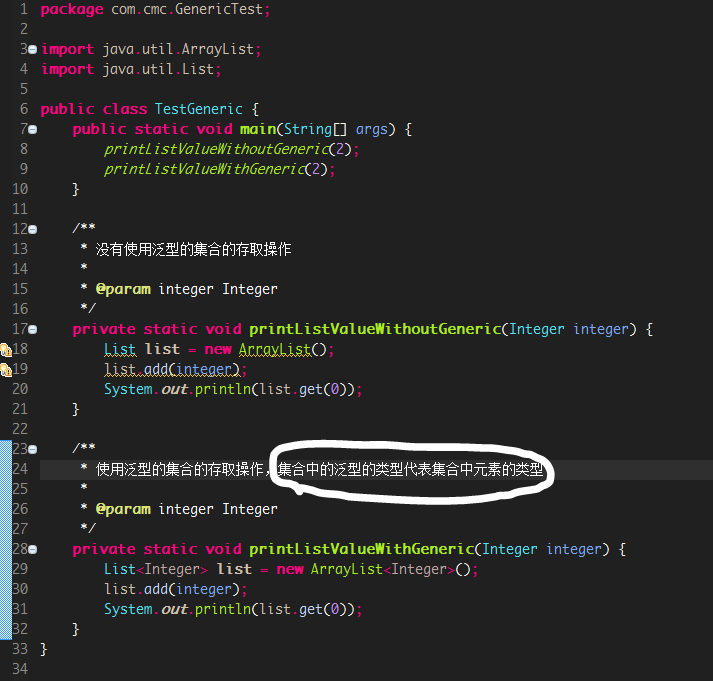 1 package com.cmc.GenericTest;
2
3 import java.util.ArrayList;
4 import java.util.List;
5
6 public class TestGeneric {
7     public static void main(String[] args) {
8         printListValueWithoutGeneric(2);
9         printListValueWithGeneric(2);
10     }
11
12     /**
13      * 没有使用泛型的集合的存取操作
14      *
15      * @param integer Integer
16      */
17     private static void printListValueWithoutGeneric(Integer integer) {
18         List list = new ArrayList();
19         list.add(integer);
20         System.out.println(list.get(0));
21     }
22
23     /**
24      * 使用泛型的集合的存取操作，集合中的泛型的类型代表集合中元素的类型
25      *
26      * @param integer Integer
27      */
28     private static void printListValueWithGeneric(Integer integer) {
29         List<Integer> list = new ArrayList<Integer>();
30         list.add(integer);
31         System.out.println(list.get(0));
32     }
33 }
34